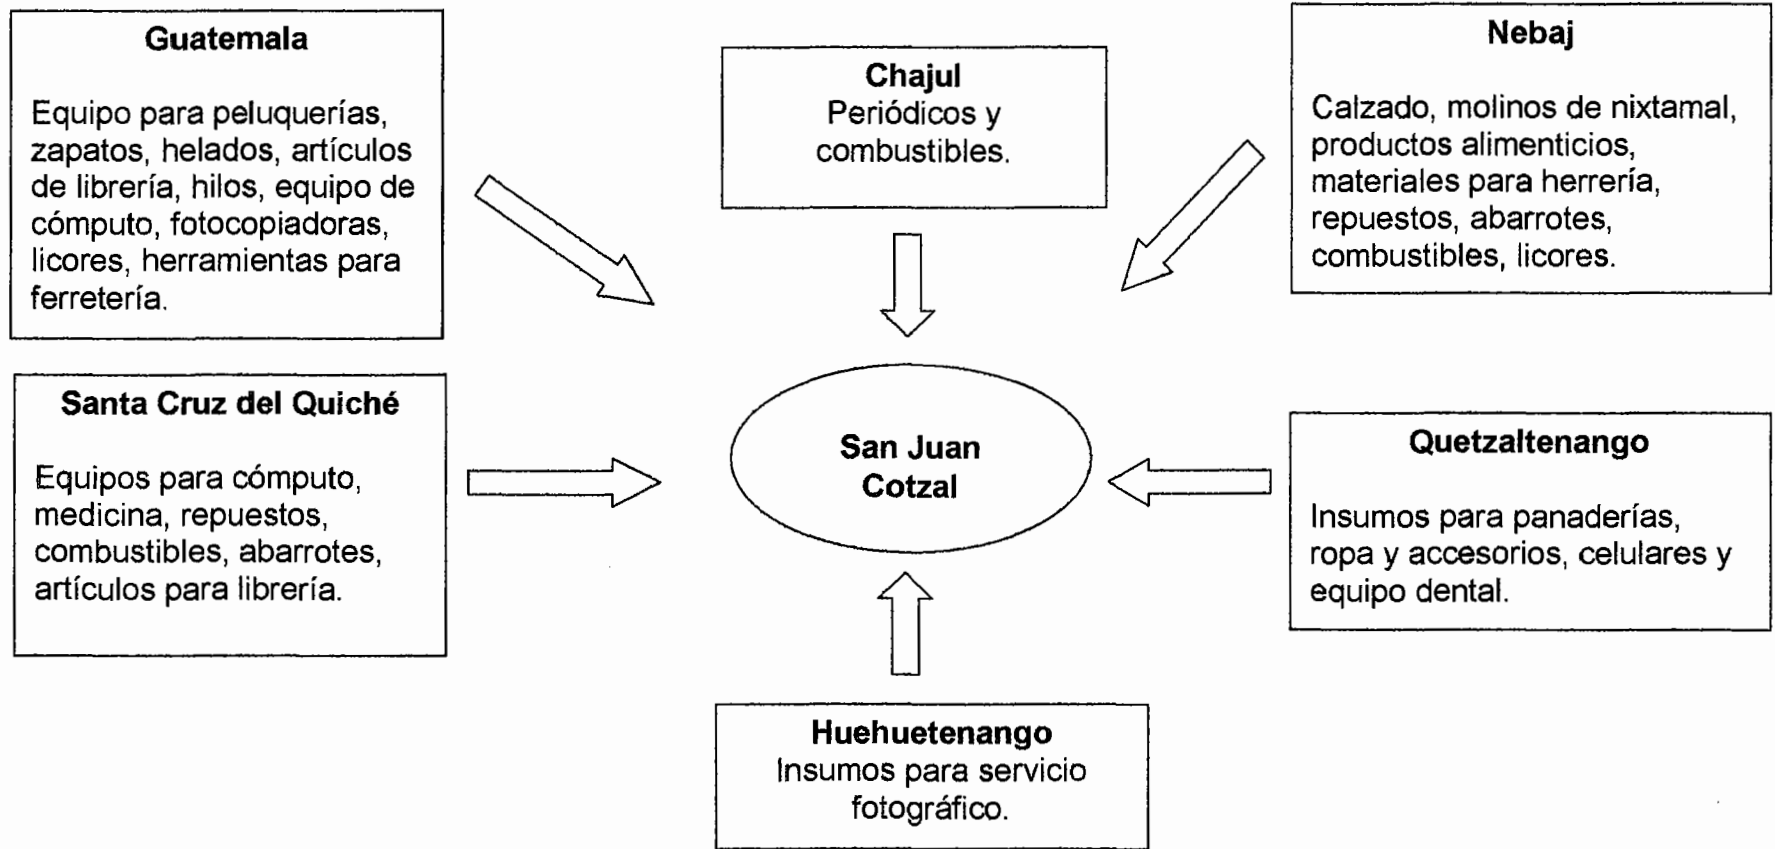 Guatemala
Equipo para peluquerías,
zapatos, helados, artículos
de librería, hilos, equipo de
cómputo, fotocopiadoras,
licores, herramientas para
ferretería.
Chajul
Periódicos y
combustibles.
Nebaj
Calzado, molinos de nixtamal,
productos alimenticios,
materiales para herrería,
repuestos, abarrotes,
combustibles, licores.
Santa Cruz del Quiché
Equipos para cómputo,
medicina, repuestos,
combustibles, abarrotes,
artículos para librería.
San Juan
Cotzal
Quetzaltenango
Insumos para panaderías,
ropa y accesorios, celulares y
equipo dental.
Huehuetenango
Insumos para servicio
fotográfico.